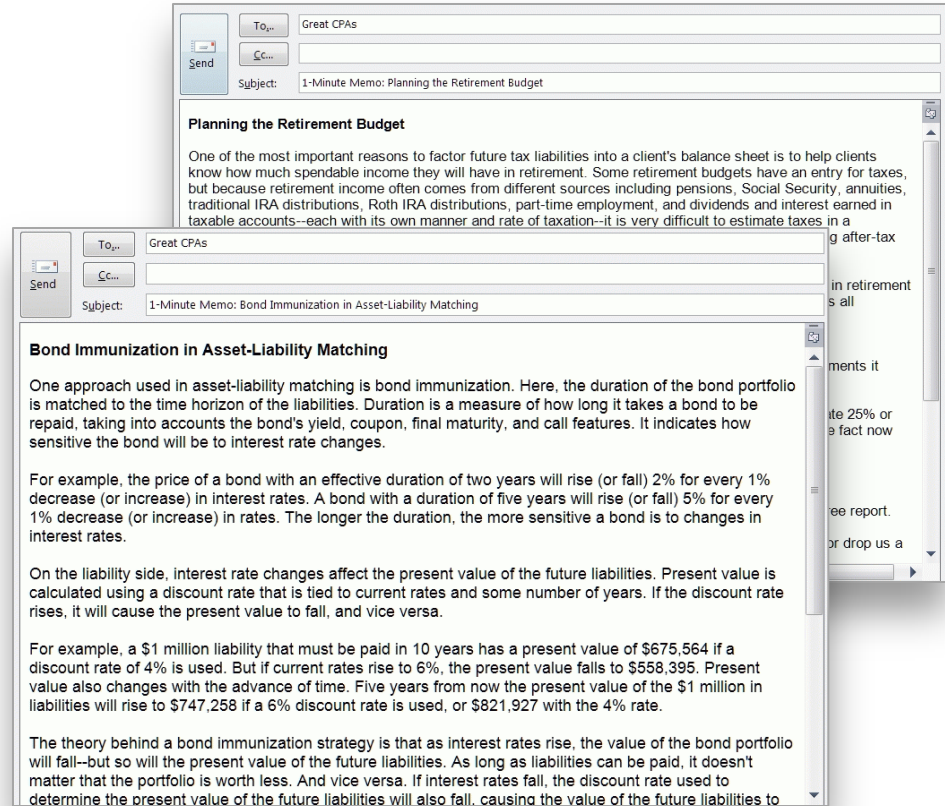 To...
Great CPAs
Cc...
Send
Subject:
1-Minute Memo: Planning the Retirement Budget
Planning the Retirement Budget
One of the most important reasons to factor future tax liabilities into a client's balance sheet is to help clients
know how much spendable income they will have in retirement. Some retirement budgets have an entry for taxes,
but because retirement income often comes from different sources including pensions, Social Security, annuities,
traditional IRA distributions, Roth IRA distributions, part-time employment, and dividends and interest earned in
taxable accounts--each with its own manner and rate of taxation--it is very difficult to estimate taxes in a
g after-tax
in retirement
s all
ments it
te 25% or
e fact now
ree report.
or drop us a
To...
Great CPAs
Cc...
Send
Subject:
1-Minute Memo: Bond Immunization in Asset-Liability Matching
Bond Immunization in Asset-Liability Matching
One approach used in asset-liability matching is bond immunization. Here, the duration of the bond portfolio
is matched to the time horizon of the liabilities. Duration is a measure of how long it takes a bond to be
repaid, taking into accounts the bond's yield, coupon, final maturity, and call features. It indicates how
sensitive the bond will be to interest rate changes.
For example, the price of a bond with an effective duration of two years will rise (or fall) 2% for every 1%
decrease (or increase) in interest rates. A bond with a duration of five years will rise (or fall) 5% for every
1% decrease (or increase) in rates. The longer the duration, the more sensitive a bond is to changes in
interest rates.
On the liability side, interest rate changes affect the present value of the future liabilities. Present value is
calculated using a discount rate that is tied to current rates and some number of years. If the discount rate
rises, it will cause the present value to fall, and vice versa.
For example, a $1 million liability that must be paid in 10 years has a present value of $675,564 if a
discount rate of 4% is used. But if current rates rise to 6%, the present value falls to $558,395. Present
value also changes with the advance of time. Five years from now the present value of the $1 million in
liabilities will rise to $747,258 if a 6% discount rate is used, or $821,927 with the 4% rate.
The theory behind a bond immunization strategy is that as interest rates rise, the value of the bond portfolio
will fall--but so will the present value of the future liabilities. As long as liabilities can be paid, it doesn't
matter that the portfolio is worth less. And vice versa. If interest rates fall, the discount rate used to
determine the present value of the future liabilities will also fall, causing the value of the future liabilities to